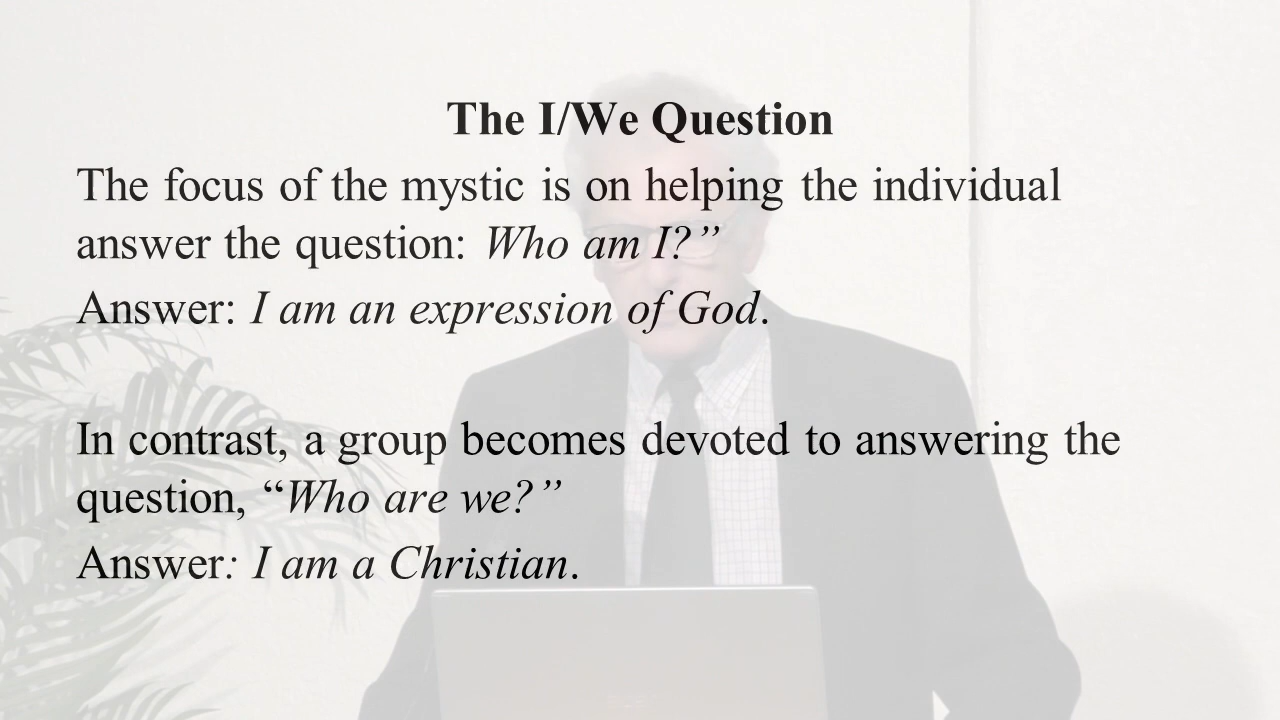 The I/We Question
The focus of the mystic is on helping the individual
answer the question: Who am I?”
Answer: I am an expression of God.
In contrast, a group becomes devoted to answering the
question, “Who are we?”
Answer: I am a Christian.